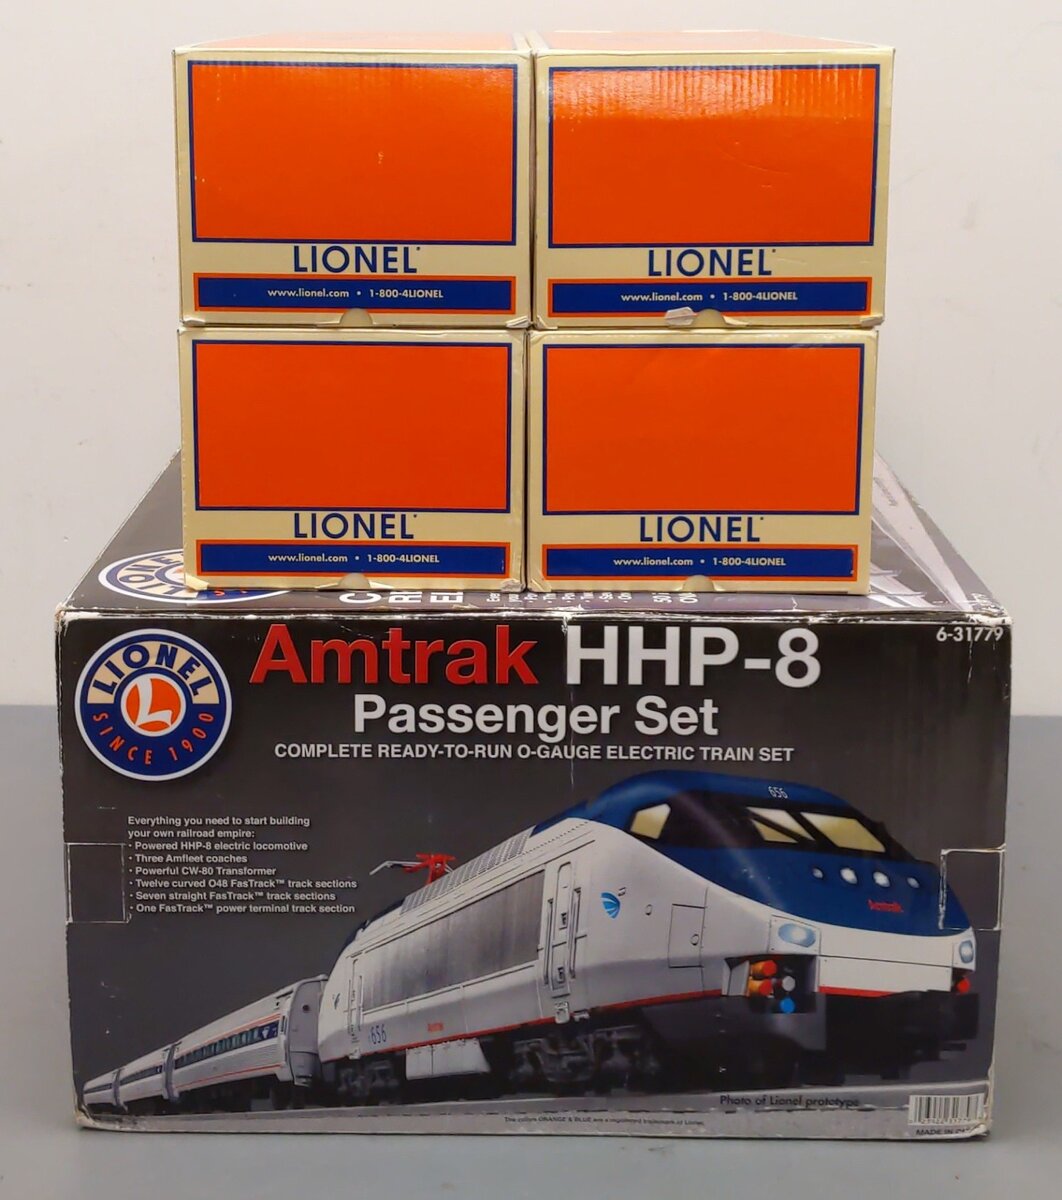 LIONEL
www.lionel.com • 1-800-4LIONEL
LIONEL
www.lionel.com • 1-800-4LIONEL
LIONEL
www.lionel.com • 1-800-4LIONEL
LIONEL
www.lionel.com • 1-800-4LIONEL
LIONEL
6-31779
Amtrak HHP-8
Passenger Set
COMPLETE READY-TO-RUN O-GAUGE ELECTRIC TRAIN SET
LIONEL
L
SINCE 1900
Everything you need to start building
your own railroad empire:
• Powered HHP-8 electric locomotive
• Three Amfleet coaches
• Powerful CW-80 Transformer
• Twelve curved O48 FasTrack™ track sections
• Seven straight FasTrack™ track sections
• One FasTrack™ power terminal track section
656
Amtrak
656
Amtrak
Photo of Lionel prototype
The colors ORANGE & BLUE are a registered trademark of Lionel.
MADE IN